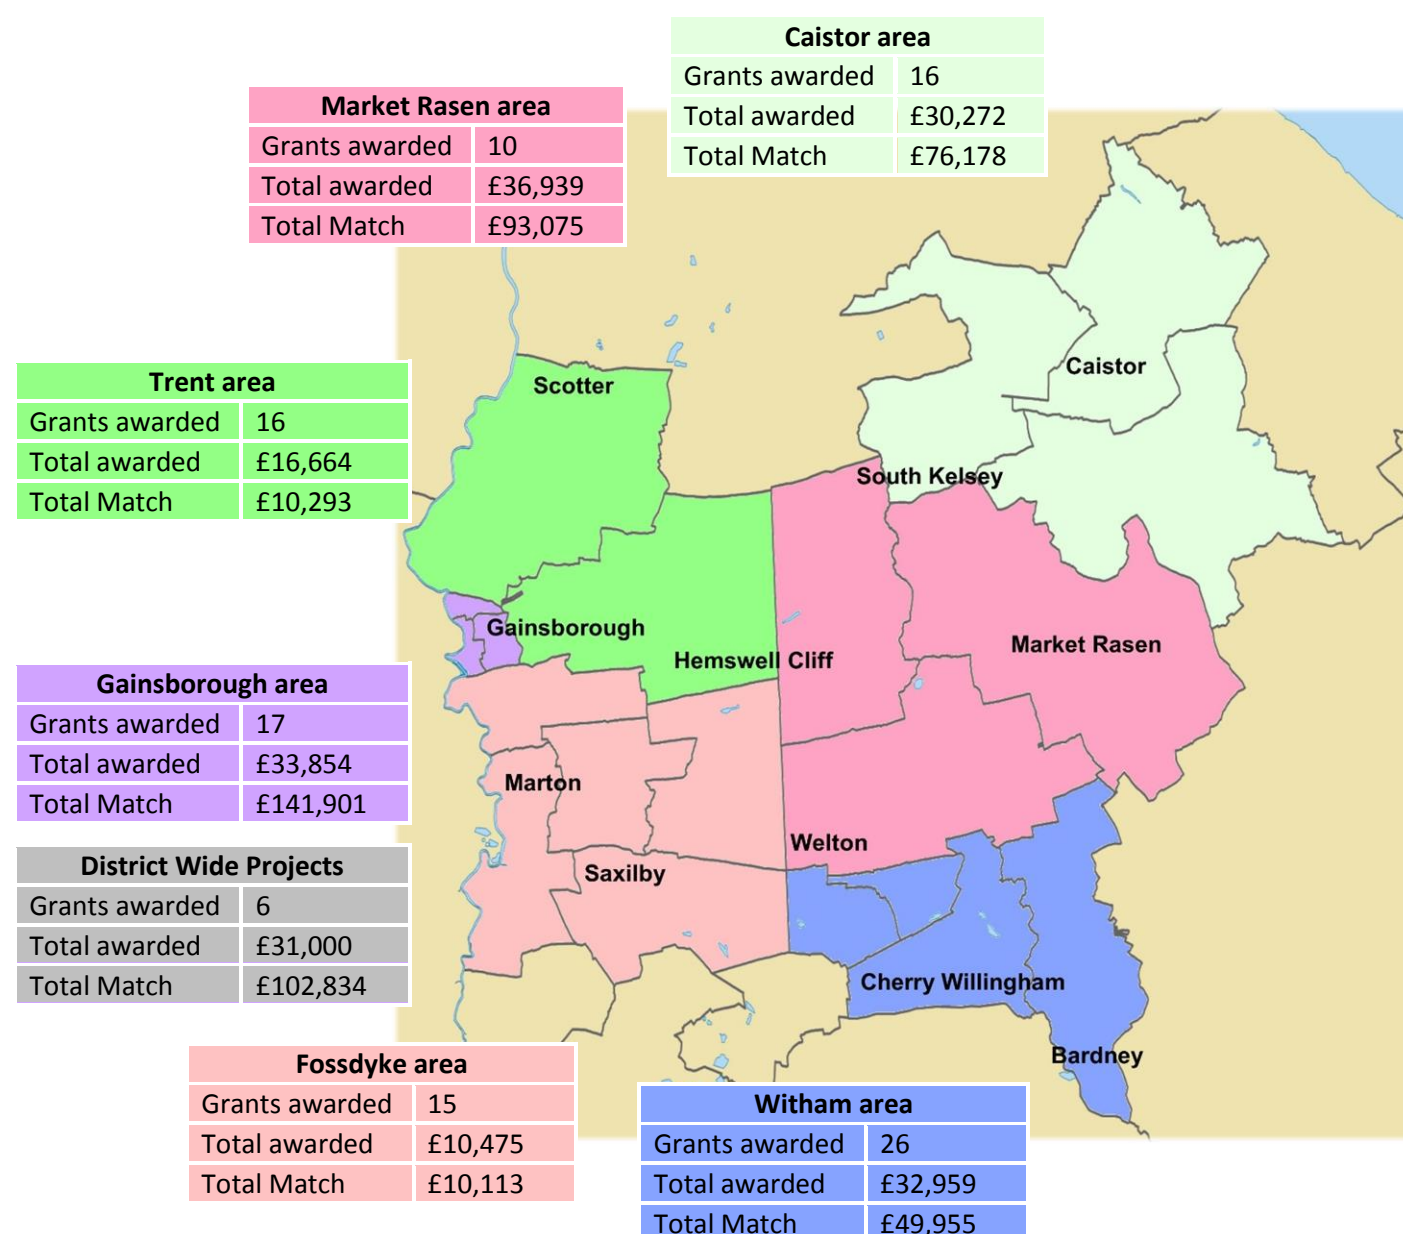 Caistor area
Grants awarded 16
Total awarded £30,272
Total Match £76,178
Market Rasen area
Grants awarded 10
Total awarded £36,939
Total Match £93,075
Trent area
Grants awarded 16
Total awarded £16,664
Total Match £10,293
Gainsborough area
Grants awarded 17
Total awarded £33,854
Total Match £141,901
District Wide Projects
Grants awarded 6
Total awarded £31,000
Total Match £102,834
Fossdyke area
Grants awarded 15
Total awarded £10,475
Total Match £10,113
Witham area
Grants awarded 26
Total awarded £32,959
Total Match £49,955
Caistor
Scotter
South Kelsey
Gainsborough
Market Rasen
Hemswell Cliff
Marton
Welton
Saxilby
Cherry Willingham
Bardney